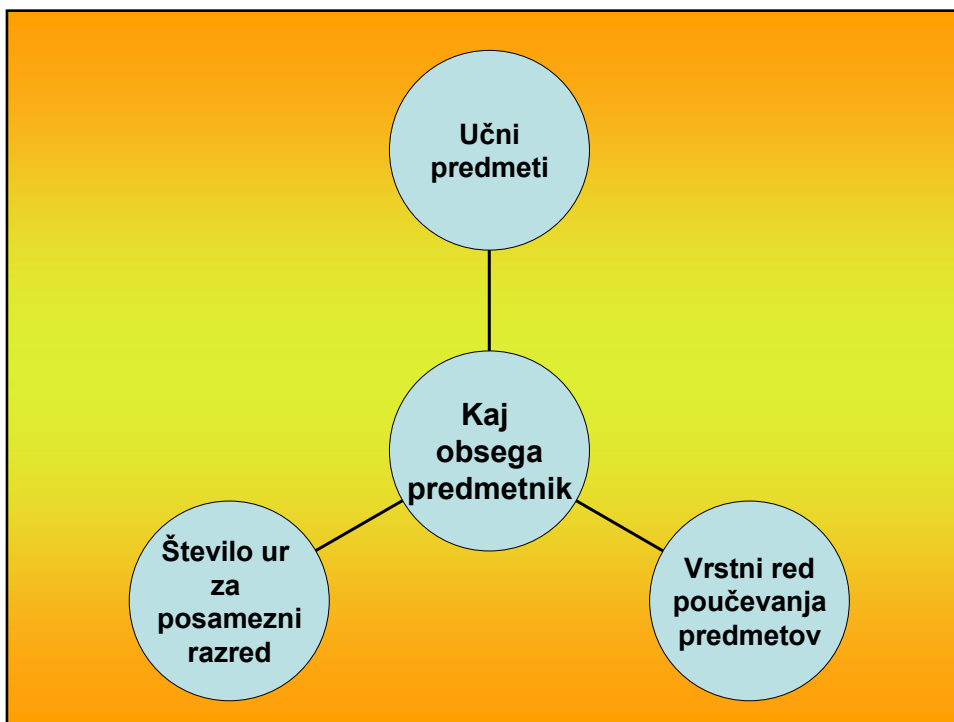 Učni
predmeti
Kaj
obsega
predmetnik
Število ur
za
posamezni
razred
Vrstni red
poučevanja
predmetov